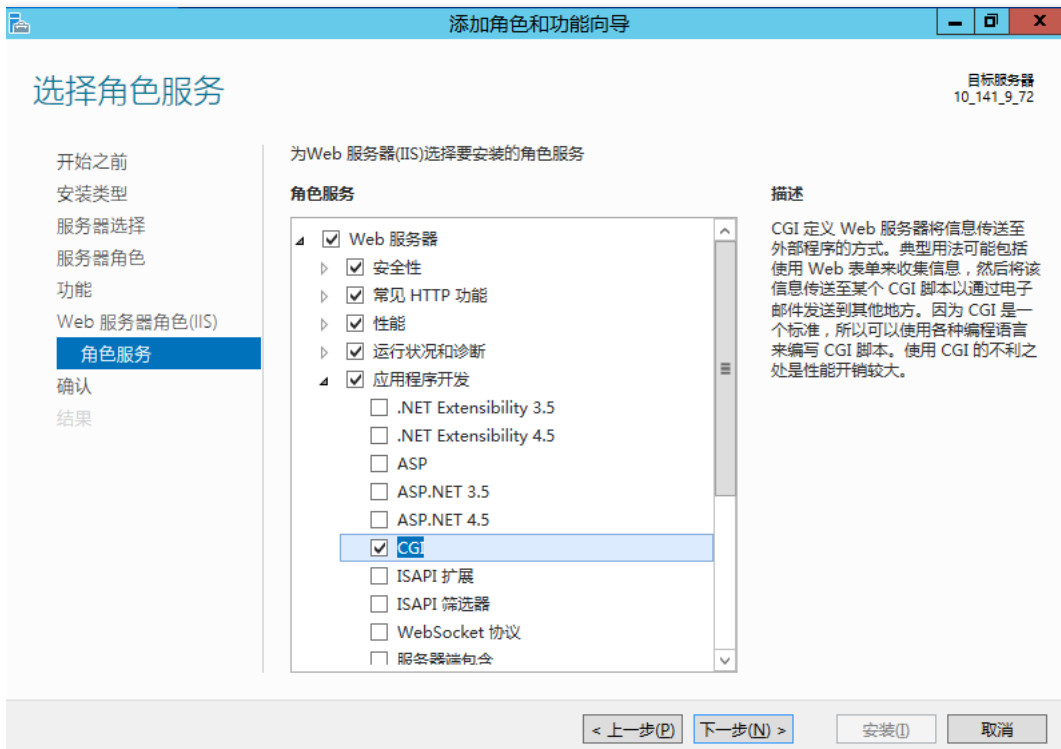 添加角色和功能向导
选择角色服务
目标服务器
10_141_9_72
开始之前
安装类型
服务器选择
服务器角色
功能
Web 服务器角色(IIS)
角色服务
确认
结果
为Web 服务器(IIS)选择要安装的角色服务
角色服务
Web 服务器
安全性
常见 HTTP 功能
性能
运行状况和诊断
应用程序开发
.NET Extensibility 3.5
.NET Extensibility 4.5
ASP
ASP.NET 3.5
ASP.NET 4.5
CGI
ISAPI 扩展
ISAPI 筛选器
WebSocket 协议
服务器端包含
描述
CGI 定义 Web 服务器将信息传送至
外部程序的方式。典型用法可能包括
使用 Web 表单来收集信息，然后将该
信息传送至某个 CGI 脚本以通过电子
邮件发送到其他地方。因为 CGI 是一
个标准，所以可以使用各种编程语言
来编写 CGI 脚本。使用 CGI 的不利之
处是性能开销较大。
< 上一步(P)
下一步(N) >
安装(I)
取消